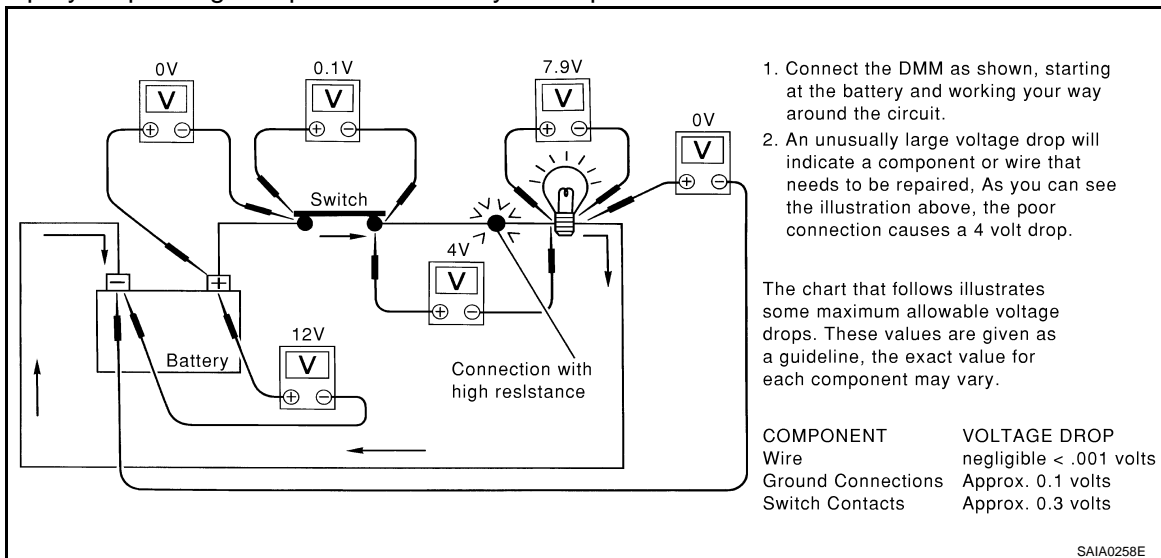 0V
0.1V
7.9V
0V
V
V
V
V
+ -
+ -
+ -
+ -
Switch
4V
V
+ -
- +
Battery
12V
V
+ -
Connection with
high resIstance
1. Connect the DMM as shown, starting
at the battery and working your way
around the circuit.
2. An unusually large voltage drop will
indicate a component or wire that
needs to be repaired, As you can see
the illustration above, the poor
connection causes a 4 volt drop.
The chart that follows illustrates
some maximum allowable voltage
drops. These values are given as
a guideline, the exact value for
each component may vary.
COMPONENT VOLTAGE DROP
Wire negligible < .001 volts
Ground Connections Approx. 0.1 volts
Switch Contacts Approx. 0.3 volts
SAIA0258E